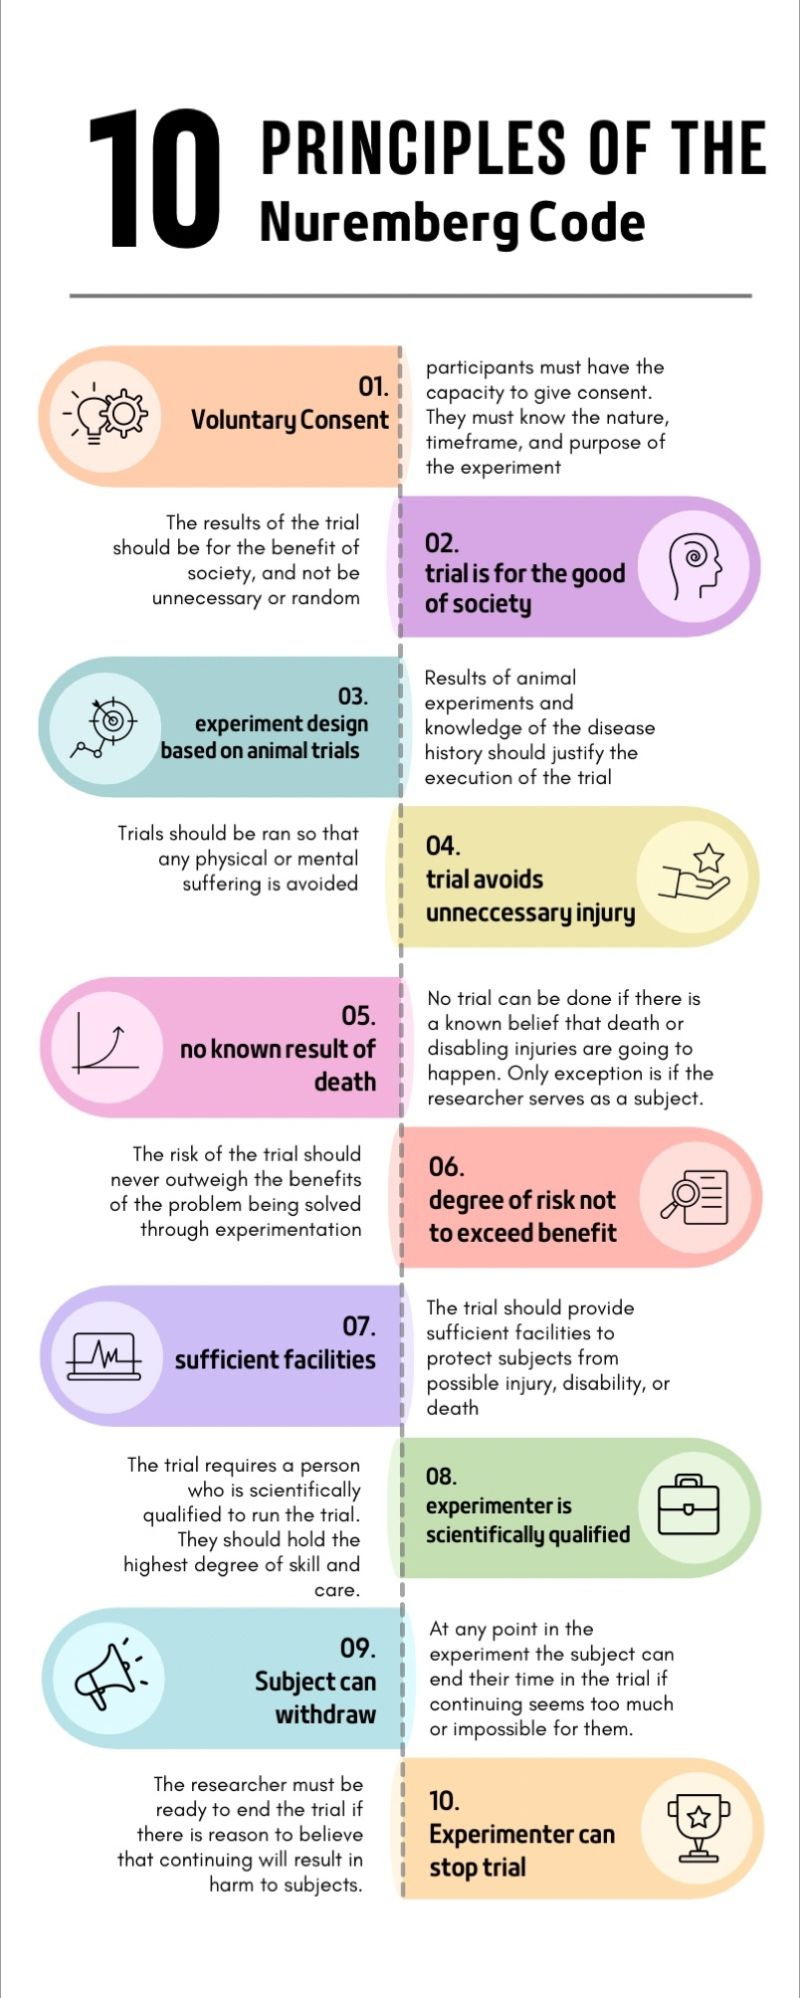 10 PRINCIPLES OF THE
Nuremberg Code
01.
Voluntary Consent
participants must have the
capacity to give consent.
They must know the nature,
timeframe, and purpose of
the experiment
02.
trial is for the good
of society
The results of the trial
should be for the benefit of
society, and not be
unnecessary or random
03.
experiment design
based on animal trials
Results of animal
experiments and
knowledge of the disease
history should justify the
execution of the trial
04.
trial avoids
unneccessary injury
Trials should be ran so that
any physical or mental
suffering is avoided
05.
no known result of
death
No trial can be done if there is
a known belief that death or
disabling injuries are going to
happen. Only exception is if the
researcher serves as a subject.
06.
degree of risk not
to exceed benefit
The risk of the trial should
never outweigh the benefits
of the problem being solved
through experimentation
07.
sufficient facilities
The trial should provide
sufficient facilities to
protect subjects from
possible injury, disability, or
death
08.
experimenter is
scientifically qualified
The trial requires a person
who is scientifically
qualified to run the trial.
They should hold the
highest degree of skill and
care.
09.
Subject can
withdraw
At any point in the
experiment the subject can
end their time in the trial if
continuing seems too much
or impossible for them.
10.
Experimenter can
stop trial
The researcher must be
ready to end the trial if
there is reason to believe
that continuing will result in
harm to subjects.